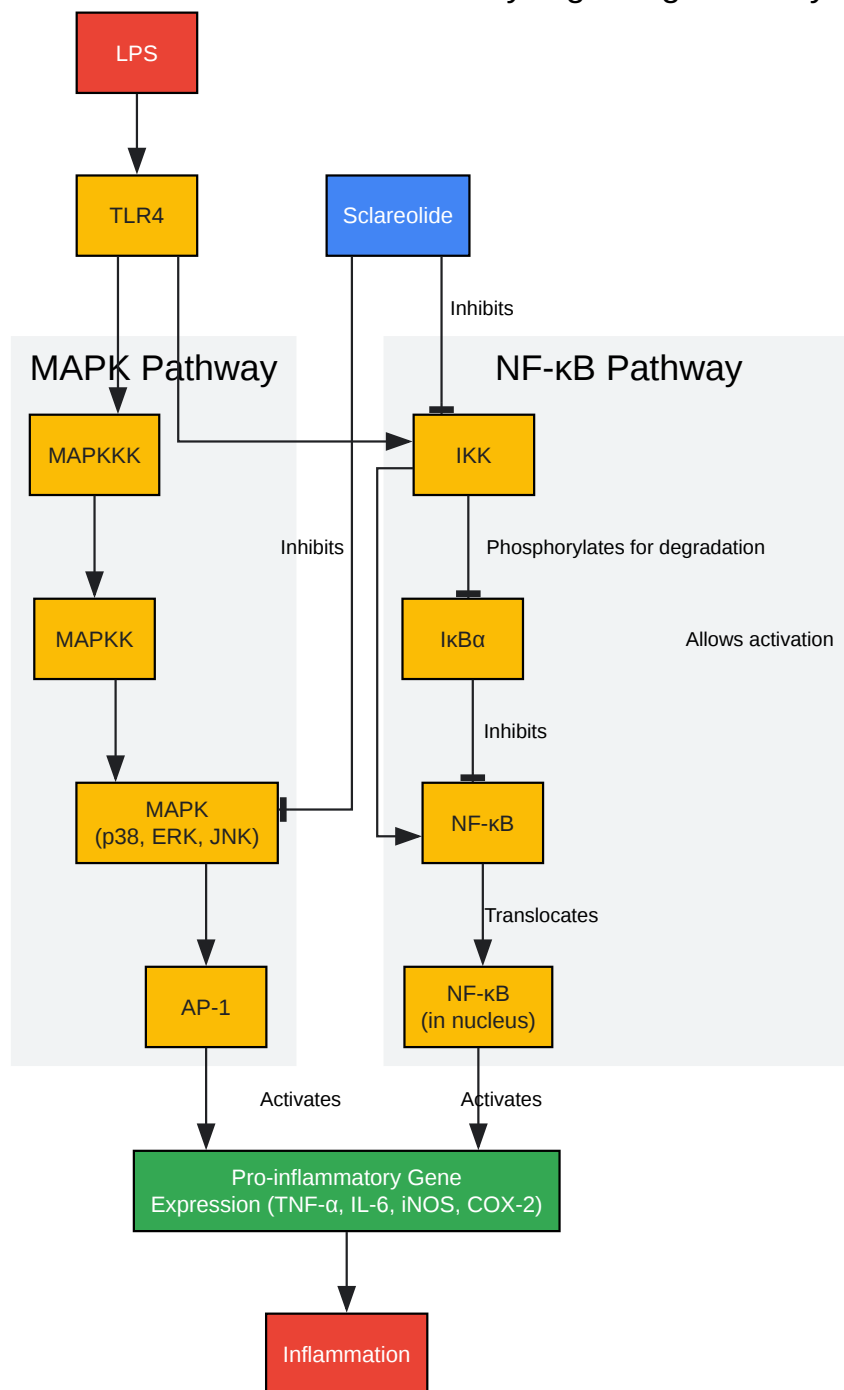 LPS
TLR4
Sclareolide
Inhibits
MAPK Pathway
NF-κB Pathway
MAPKKK
IKK
Inhibits
Phosphorylates for degradation
MAPKK
IκBα
Allows activation
Inhibits
MAPK
(p38, ERK, JNK)
NF-κB
Translocates
AP-1
NF-κB
(in nucleus)
Activates
Activates
Pro-inflammatory Gene
Expression (TNF-α, IL-6, iNOS, COX-2)
Inflammation